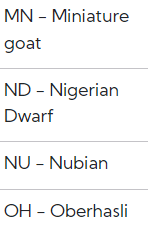 MN – Miniature
goat
ND – Nigerian
Dwarf
NU – Nubian
OH – Oberhasli